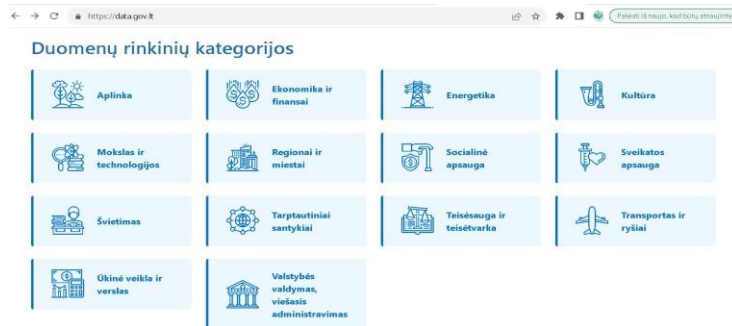 https://data.gov.lt
Paleisti iš naujo, kad būtų
Duomenų rinkinių kategorijos
Aplinka
Ekonomika ir
finansai
Energetika
Kultūra
Mokslas ir
technologijos
Regionai ir
miestai
Socialinė
apsauga
Sveikatos
apsauga
Švietimas
Tarptautiniai
santykiai
Teisėsauga ir
teisėtvarka
Transportas ir
ryšiai
Ūkinė veikla ir
verslas
Valstybės
valdymas,
viešasis
administravimas